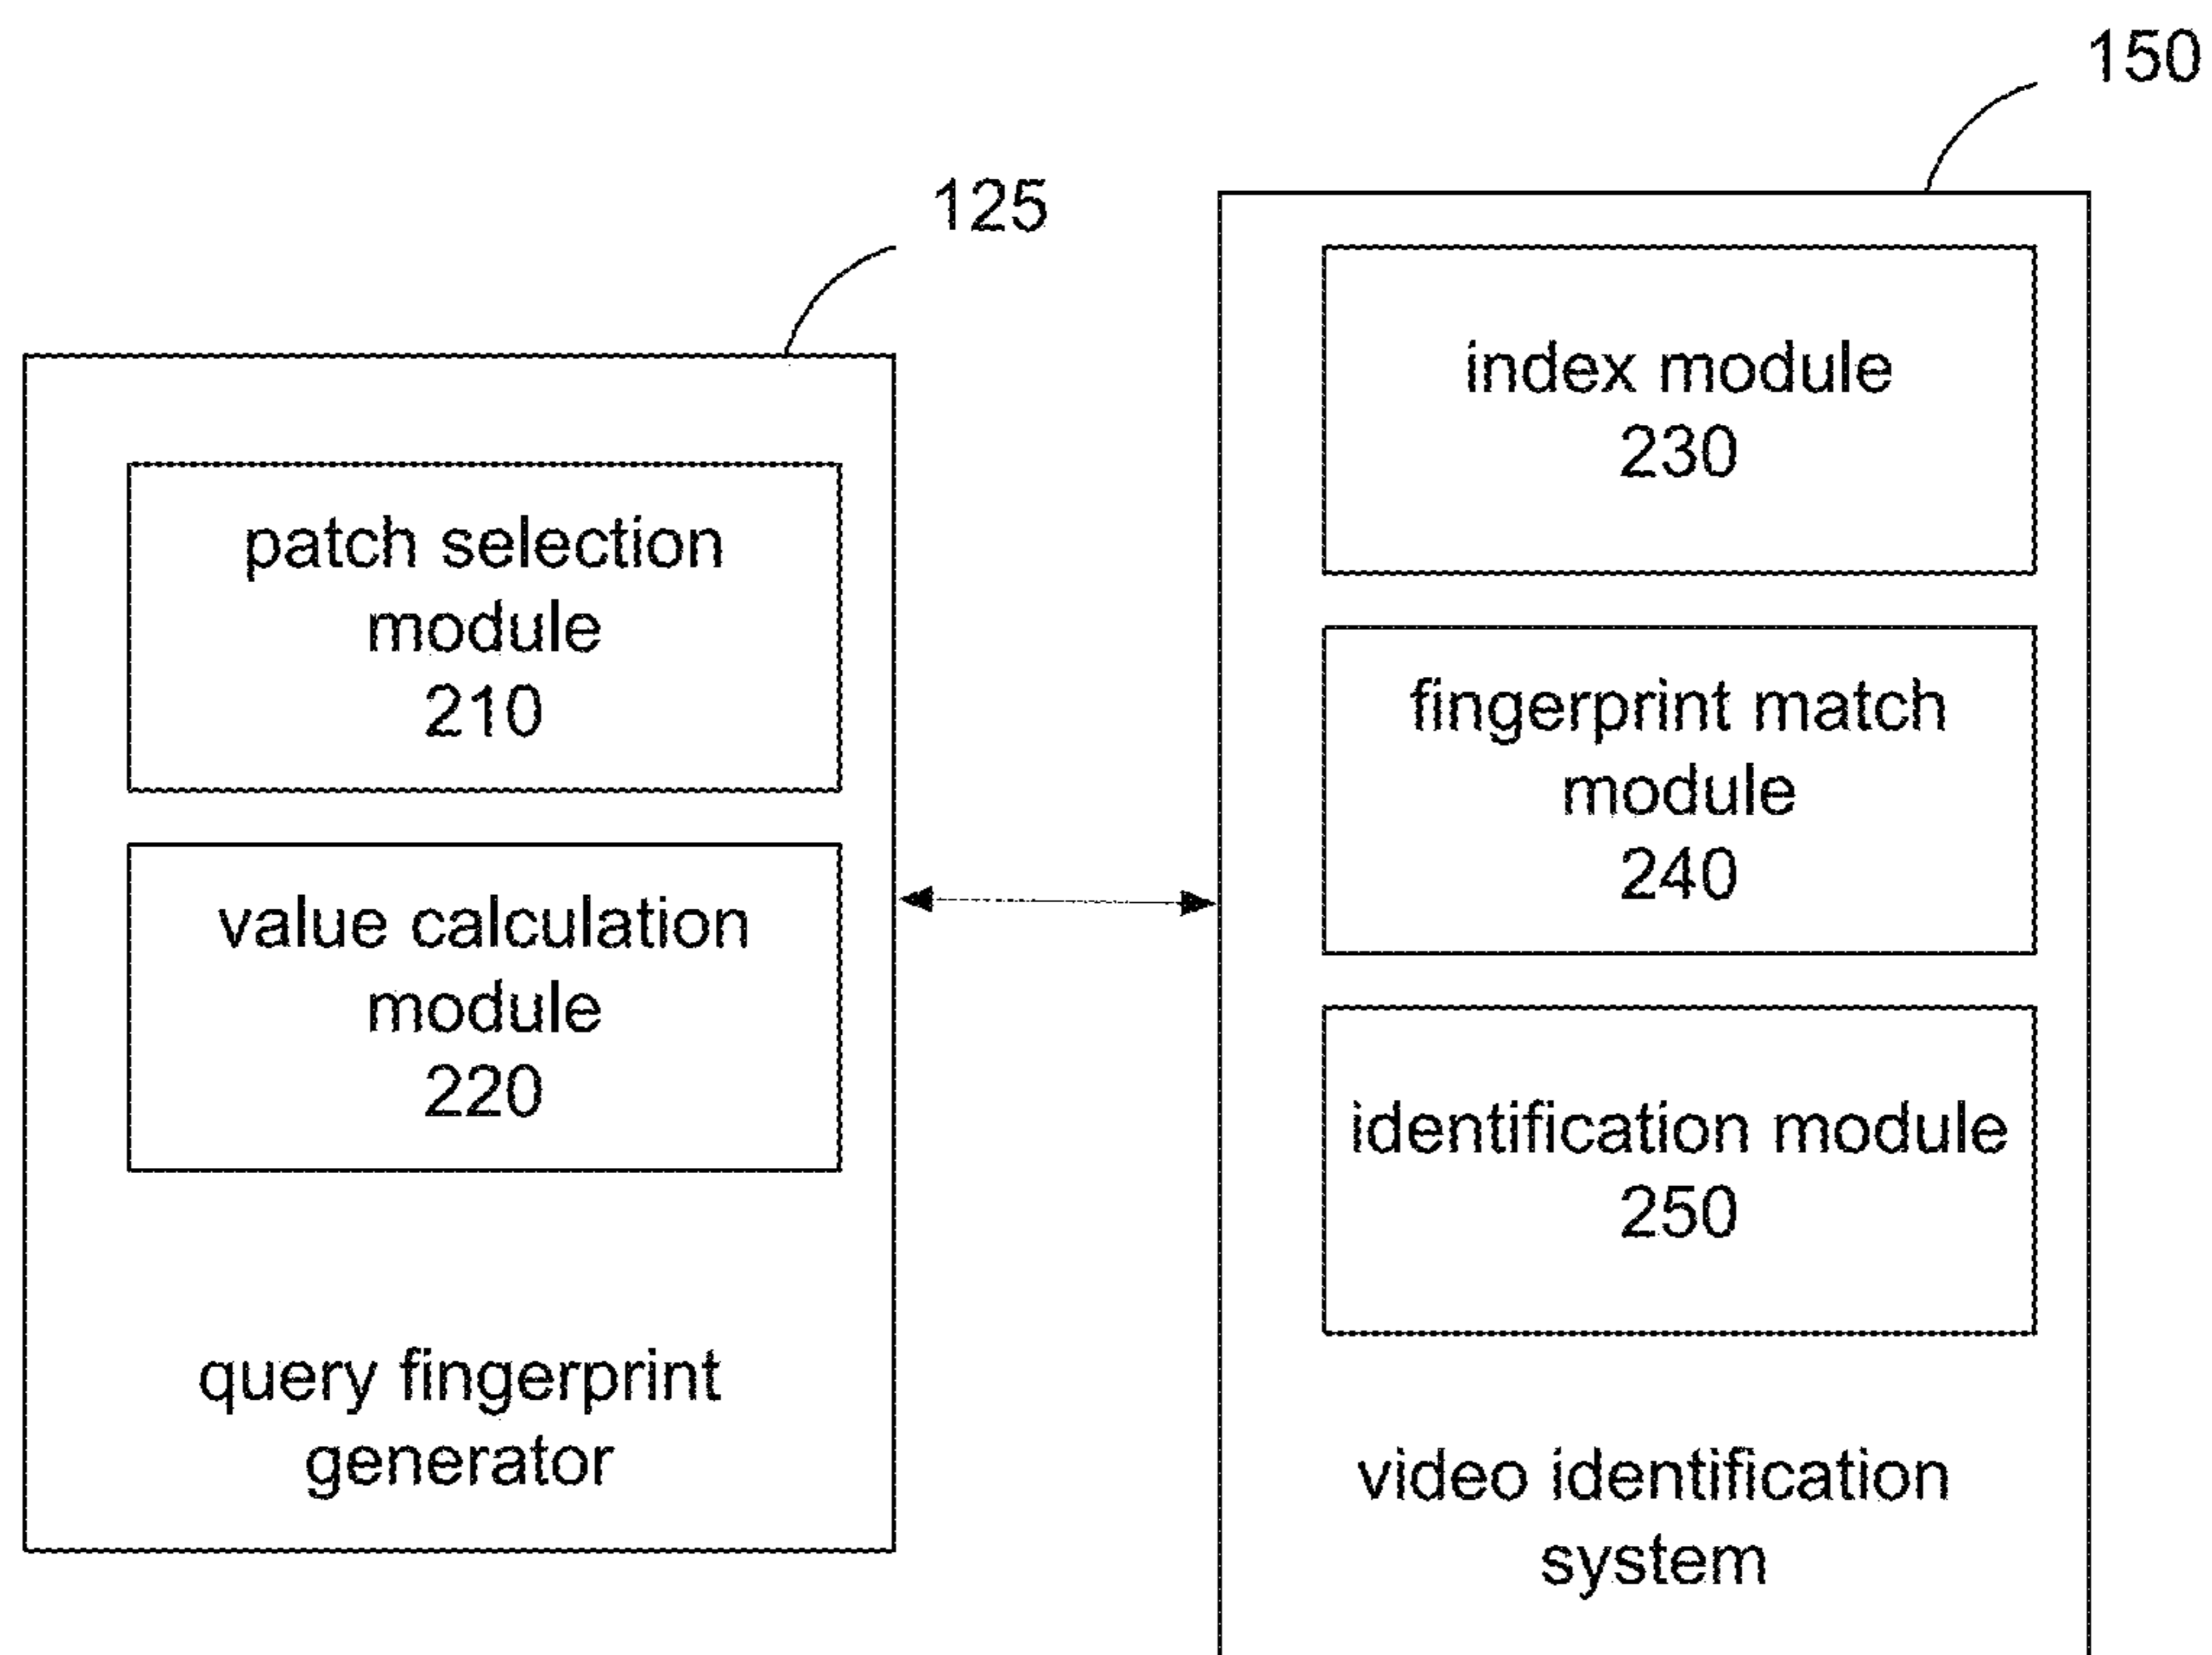 125
patch selection
module
210
value calculation
module
220
query fingerprint
generator
150
index module
230
fingerprint match
module
240
identification module
250
video identification
system